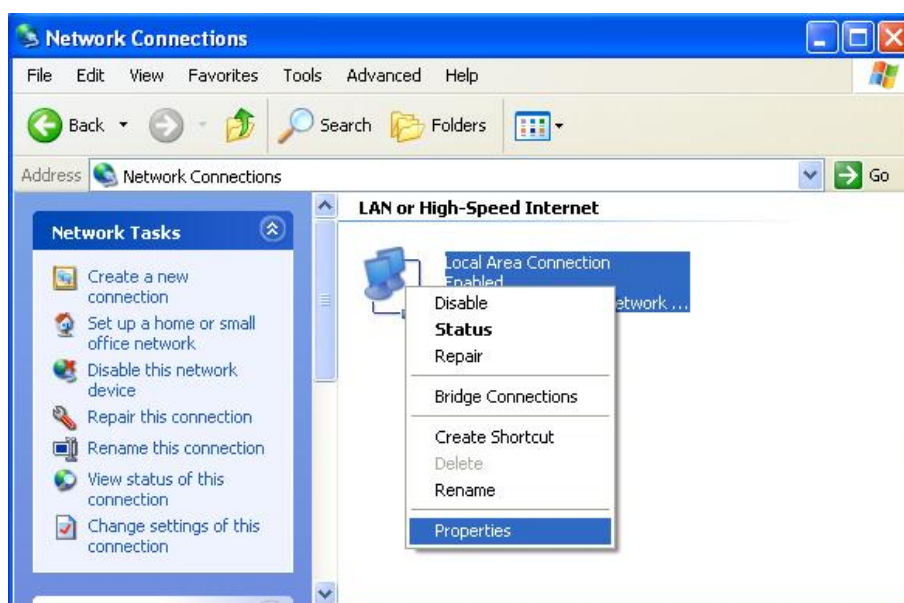 Network Connections
File Edit View Favorites Tools Advanced Help
Back Search Folders
Address Network Connections Go
Network Tasks
Create a new
connection
Set up a home or small
office network
Disable this network
device
Repair this connection
Rename this connection
View status of this
connection
Change settings of this
connection
LAN or High-Speed Internet
Local Area Connection
Enabled
etwork ...
Disable
Status
Repair
Bridge Connections
Create Shortcut
Delete
Rename
Properties